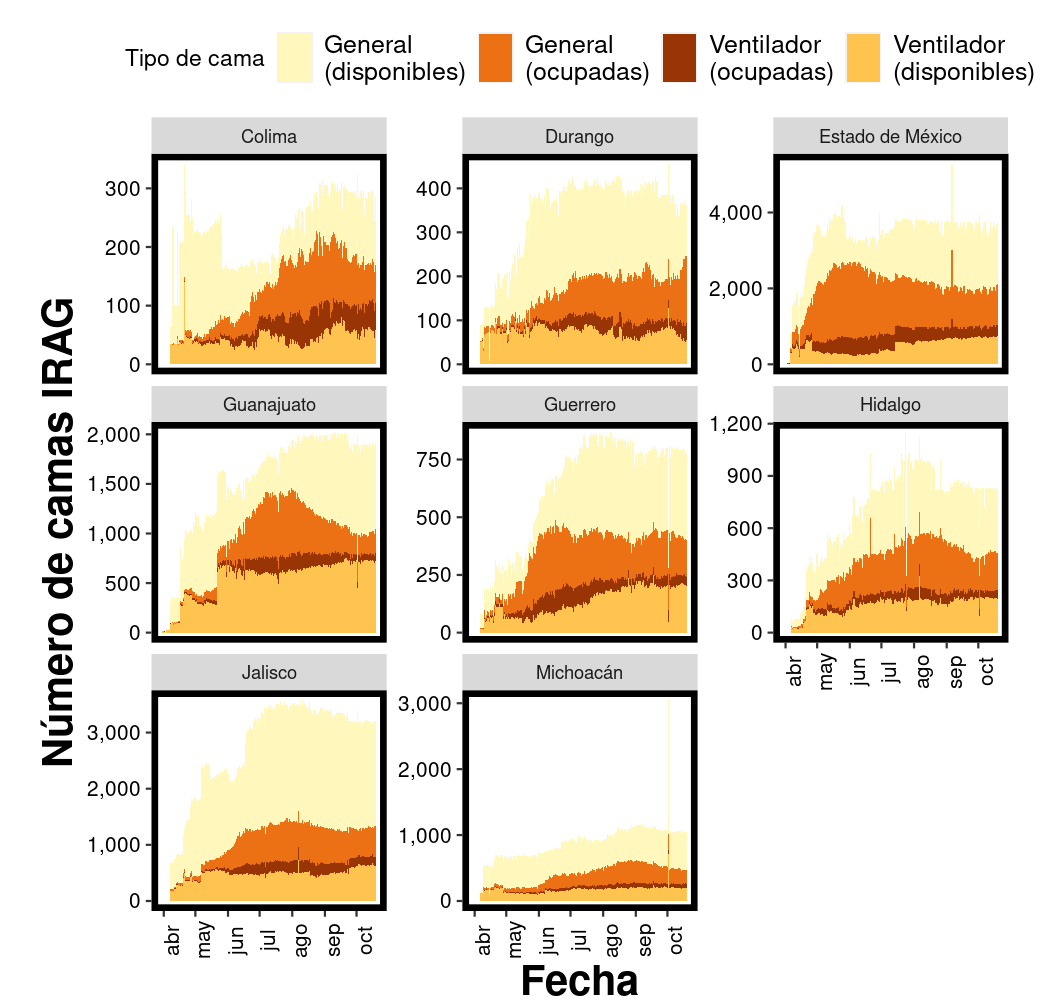 Tipo de cama
General
(disponibles)
General
(ocupadas)
Ventilador
(ocupadas)
Ventilador
(disponibles)
Número de camas IRAG
Colima
300
200
100
0
Durango
400
300
200
100
0
Estado de México
4,000
2,000
0
Guanajuato
2,000
1,500
1,000
500
0
Guerrero
750
500
250
0
Hidalgo
1,200
900
600
300
0
abr may jun jul ago sep oct
Jalisco
3,000
2,000
1,000
0
abr may jun jul ago sep oct
Michoacán
3,000
2,000
1,000
0
abr may jun jul ago sep oct
Fecha